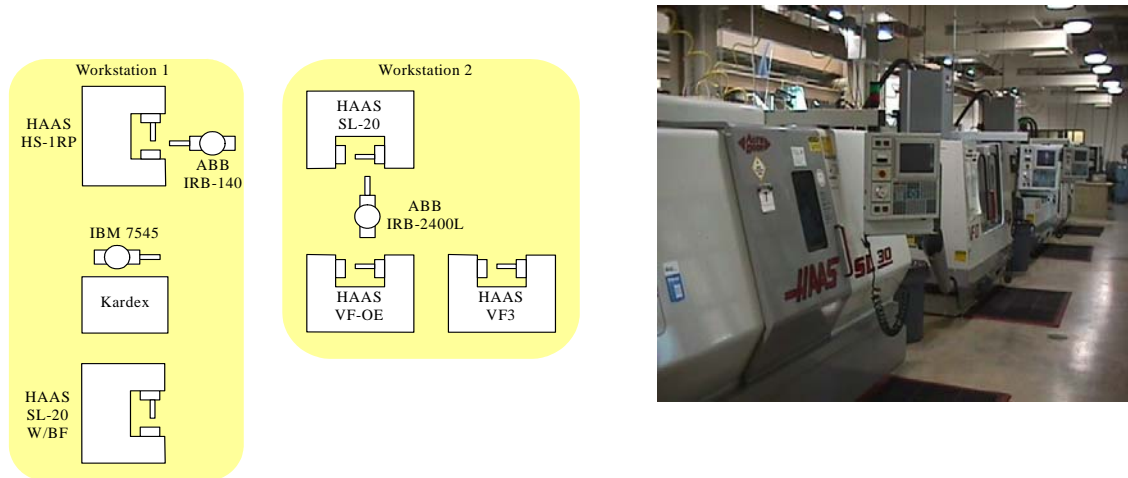 Workstation 1
HAAS
HS-1RP
ABB
IRB-140
IBM 7545
Kardex
HAAS
SL-20
W/BF
Workstation 2
HAAS
SL-20
ABB
IRB-2400L
HAAS
VF-OE
HAAS
VF3
HAAS
SL 30